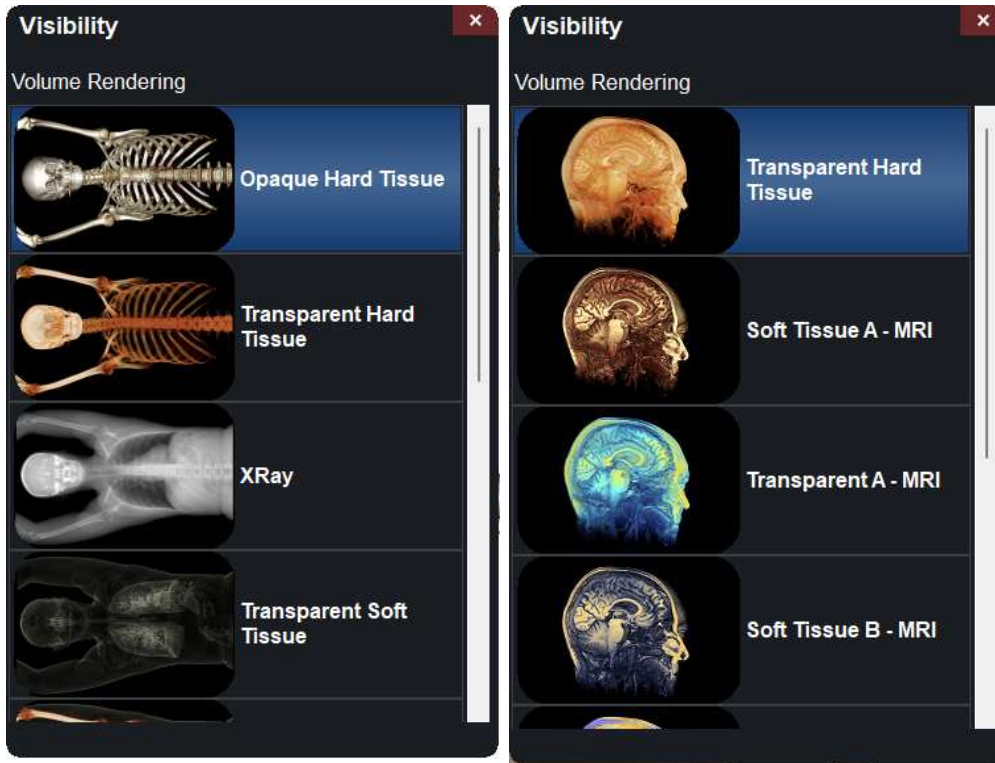 Visibility
×
Volume Rendering
Opaque Hard Tissue
Transparent Hard
Tissue
XRay
Transparent Soft
Tissue
Visibility
×
Volume Rendering
Transparent Hard
Tissue
Soft Tissue A - MRI
Transparent A - MRI
Soft Tissue B - MRI